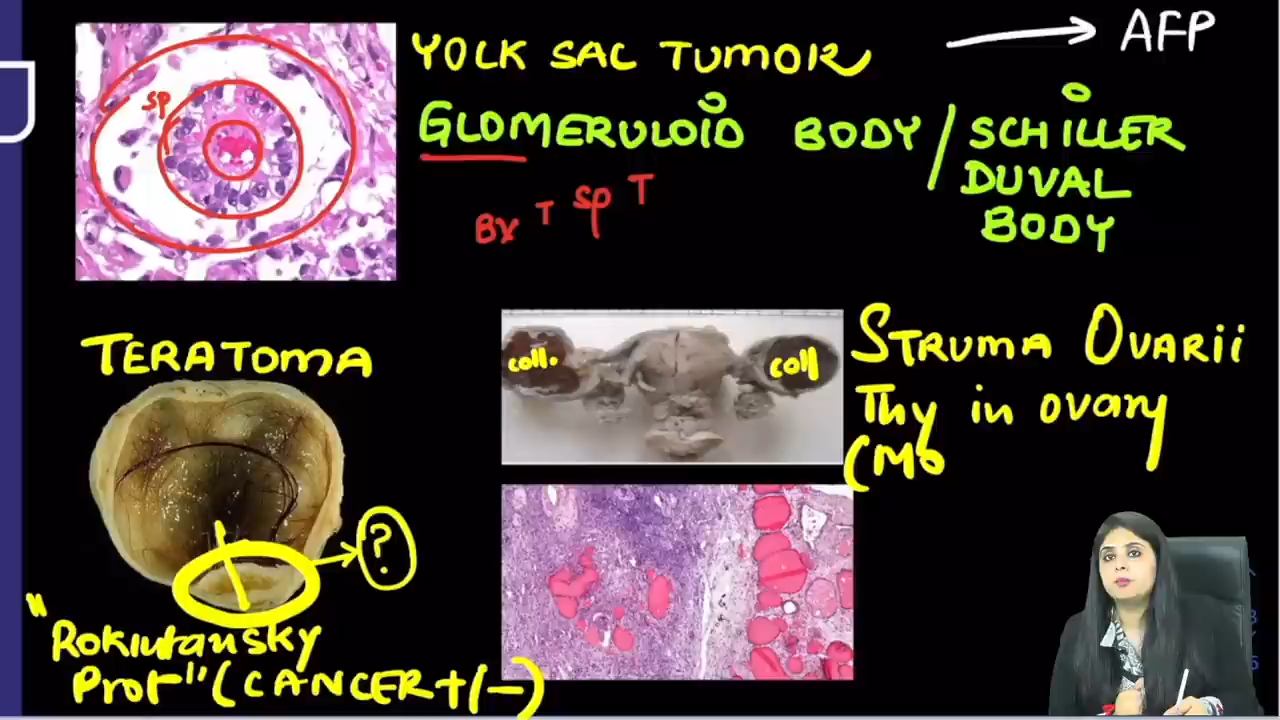 YOLK SAC TUMOR → AFP
GLOMERULOID BODY / SCHILLER
DUVAL
BODY
SP
Bx T SP T
TERATOMA
?
"Rokiutansky
Prot" (CANCER +/-)
coll.
coll
STRUMA OVARII
Thy in ovary
(Mo